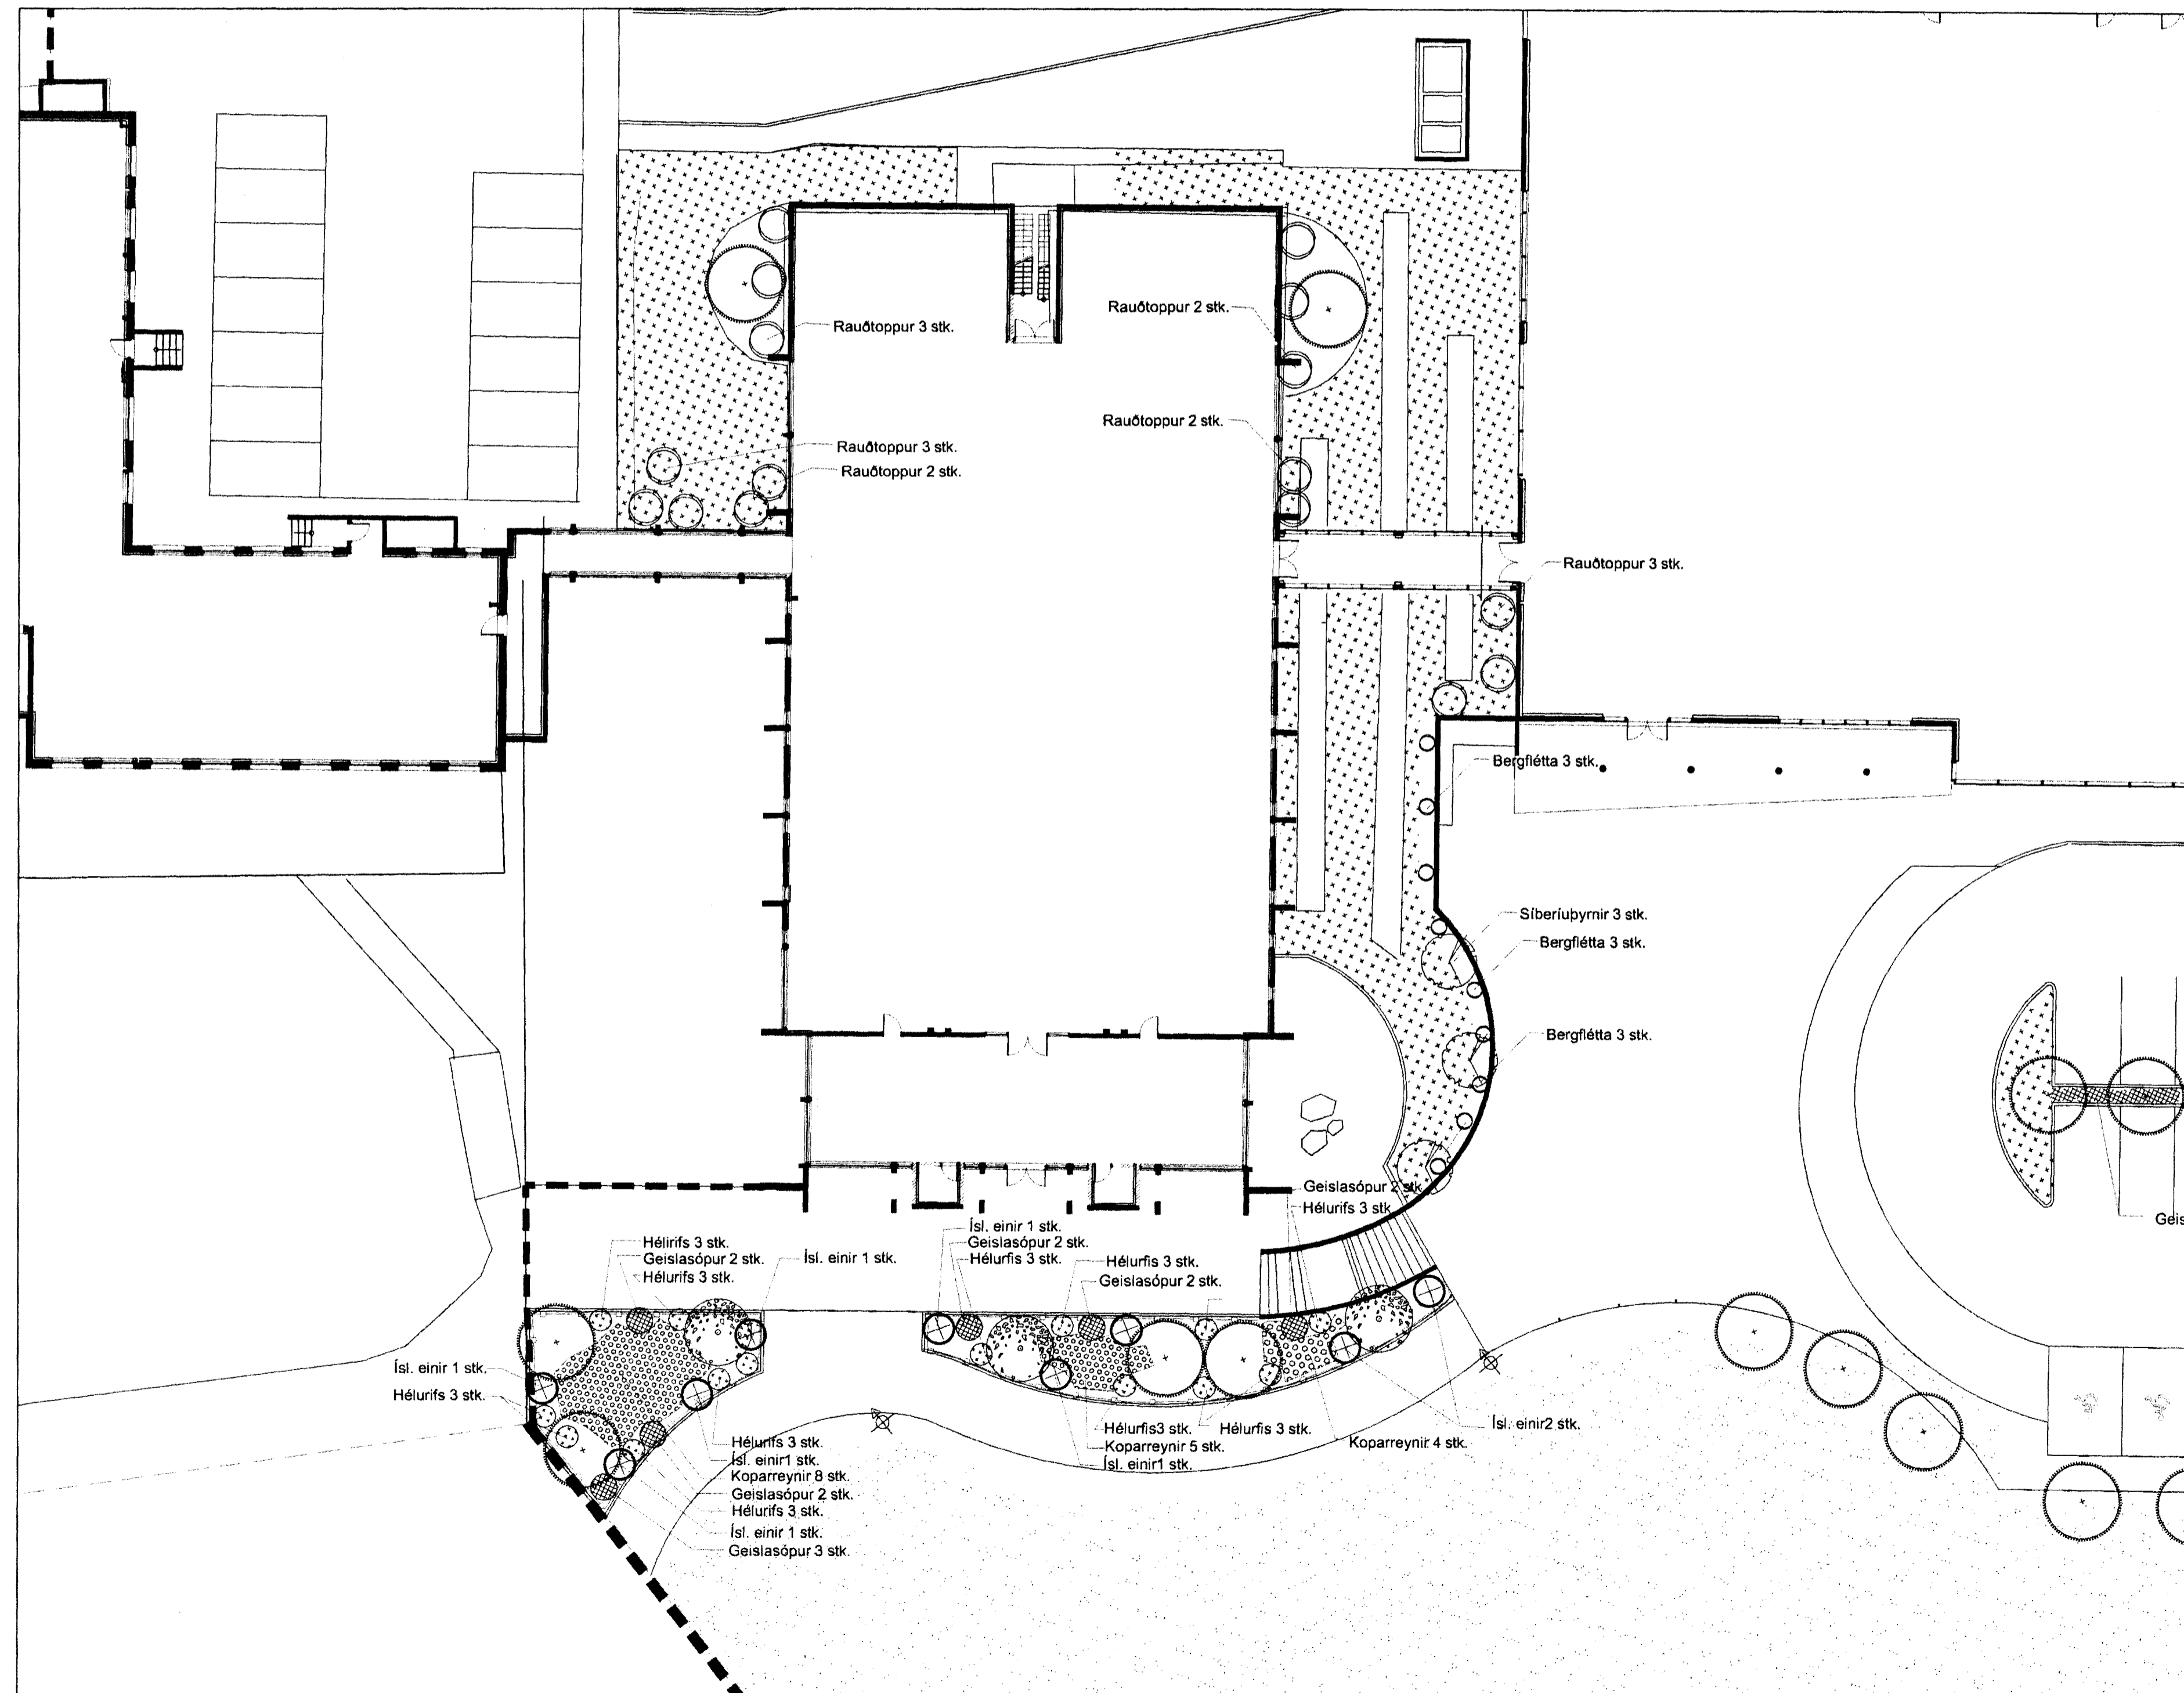 Rauðtoppur 2 stk.
Rauðtoppur 3 stk.
Rauðtoppur 2 stk.
Rauðtoppur 3 stk.
Rauðtoppur 2 stk.
Rauðtoppur 3 stk.
Bergflétta 3 stk.
Síberíuþyrnir 3 stk.
Bergflétta 3 stk.
Bergflétta 3 stk.
Geislasópur 2 stk.
Hélurifs 3 stk.
Geis
Ísl. einir 1 stk.
Geislasópur 2 stk.
Hélurfis 3 stk.
Hélurfis 3 stk.
Geislasópur 2 stk.
Hélirifs 3 stk.
Geislasópur 2 stk.
Hélurifs 3 stk.
Ísl. einir 1 stk.
Ísl. einir 1 stk.
Hélurifs 3 stk.
Hélurifs 3 stk.
Ísl. einir1 stk.
Koparreynir 8 stk.
Geislasópur 2 stk.
Hélurifs 3 stk.
Ísl. einir 1 stk.
Geislasópur 3 stk.
Hélurfis3 stk.
Koparreynir 5 stk.
Ísl. einir1 stk.
Hélurfis 3 stk.
Koparreynir 4 stk.
Ísl. einir2 stk.